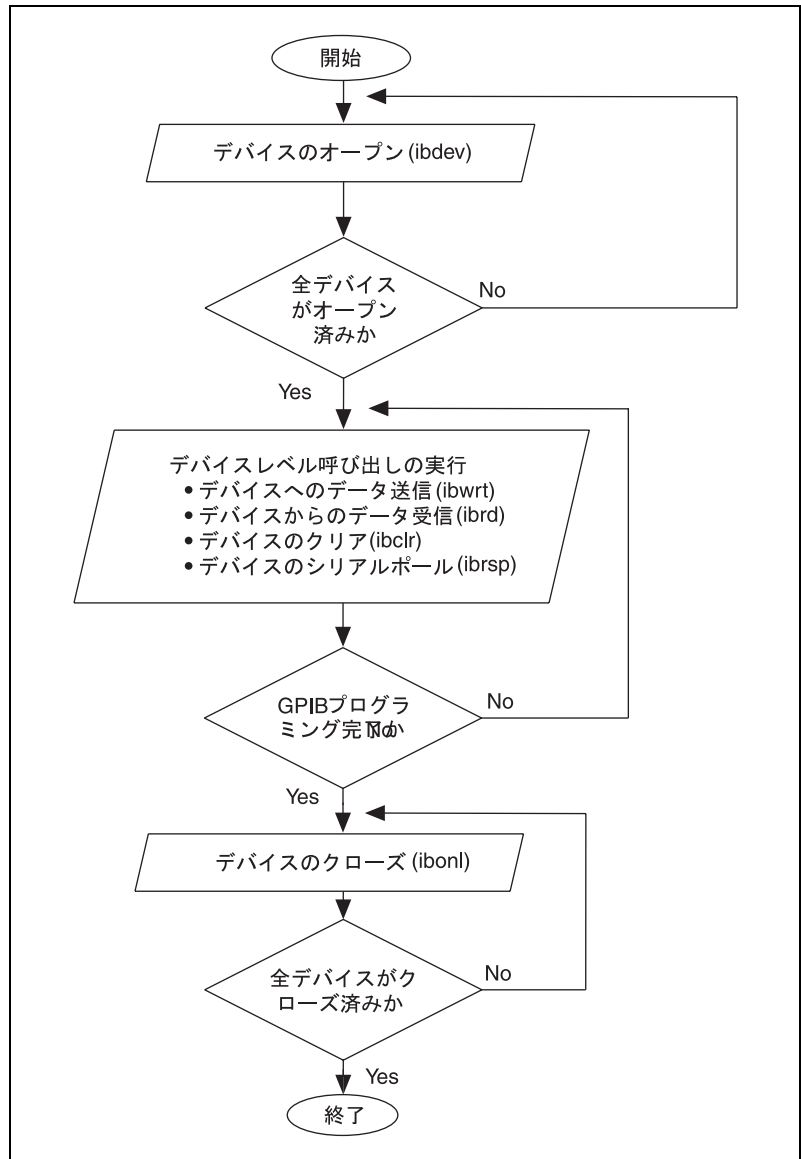 開始
デバイスのオープン(ibdev)
全デバイス
がオープン
済みか
No
Yes
デバイスレベル呼び出しの実行
• デバイスへのデータ送信(ibwrt)
• デバイスからのデータ受信(ibrd)
• デバイスのクリア(ibclr)
• デバイスのシリアルポール(ibrsp)
GPIBプログラ
ミング完 か
No
Yes
デバイスのクローズ(ibonl)
全デバイスがク
ローズ済みか
No
Yes
終了